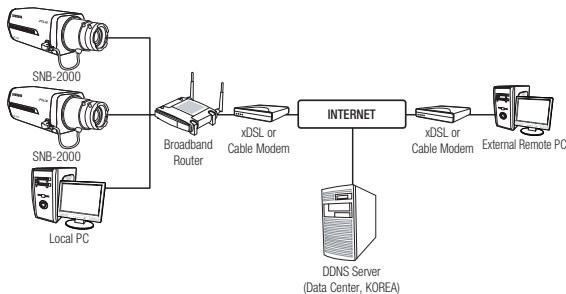 SNB-2000
SNB-2000
Local PC
Broadband
Router
xDSL or
Cable Modem
INTERNET
xDSL or
Cable Modem
External Remote PC
DDNS Server
(Data Center, KOREA)